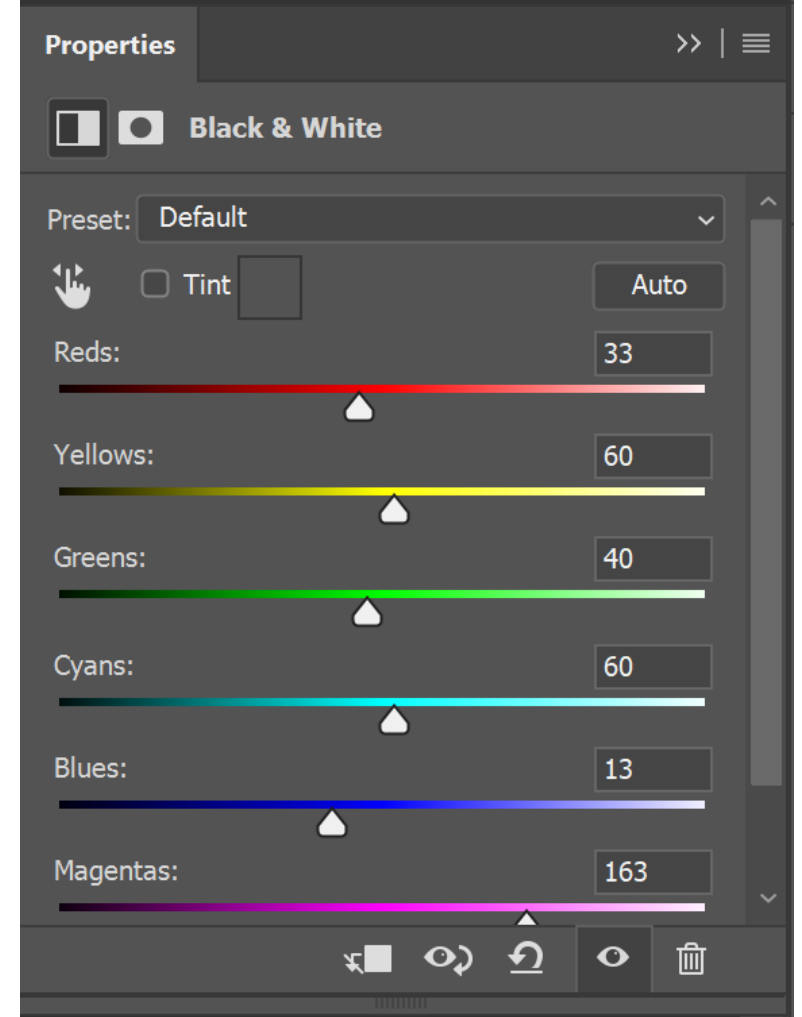 Properties
Black & White
Preset: Default
Tint Auto
Reds: 33
Yellows: 60
Greens: 40
Cyans: 60
Blues: 13
Magentas: 163